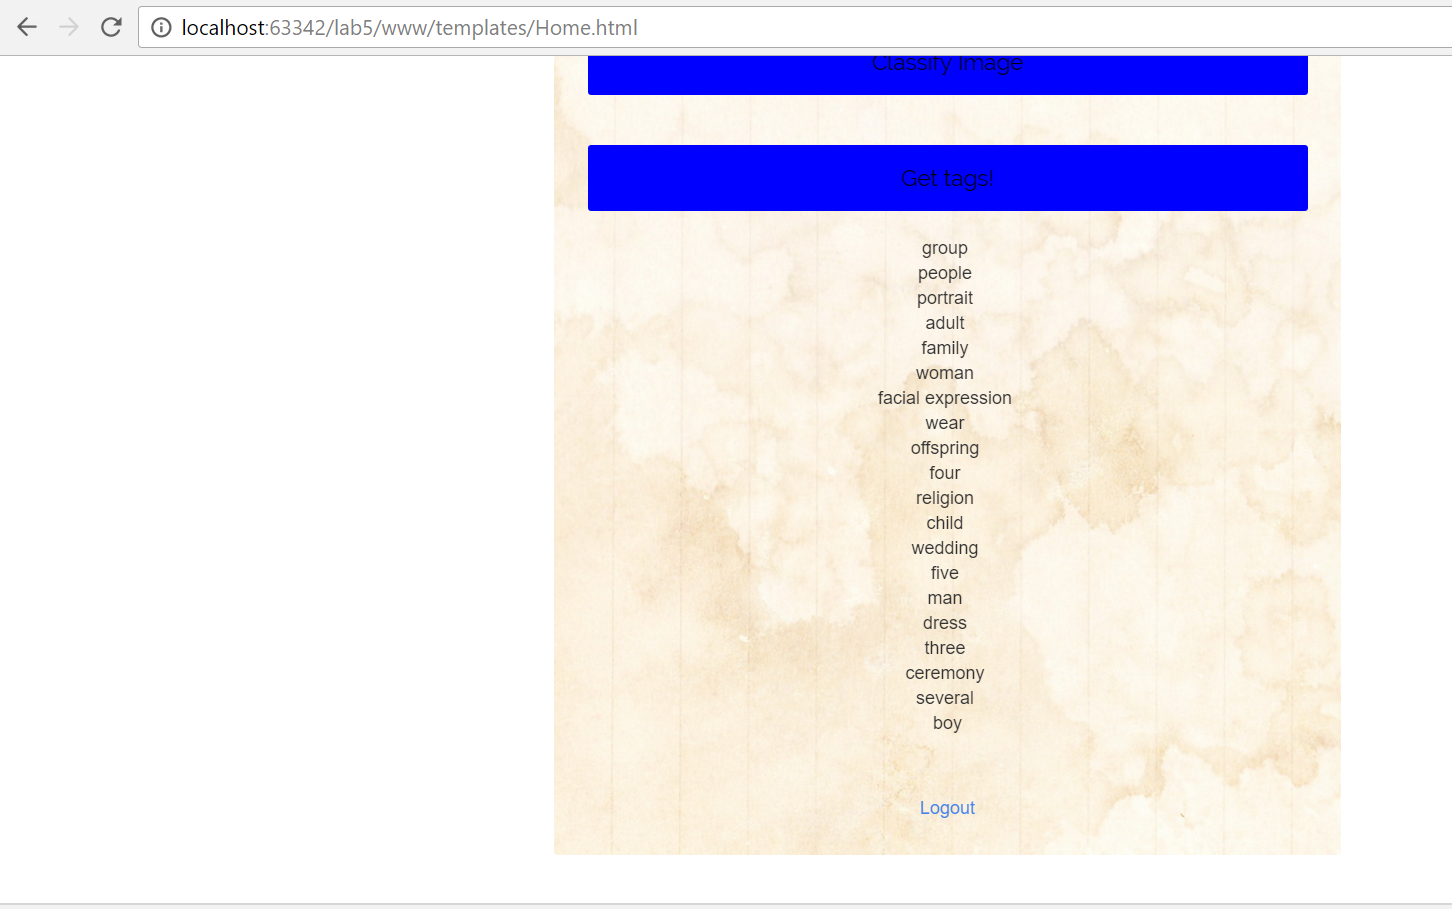 localhost:63342/lab5/www/templates/Home.html
Classify Image
Get tags!
group
people
portrait
adult
family
woman
facial expression
wear
offspring
four
religion
child
wedding
five
man
dress
three
ceremony
several
boy
Logout